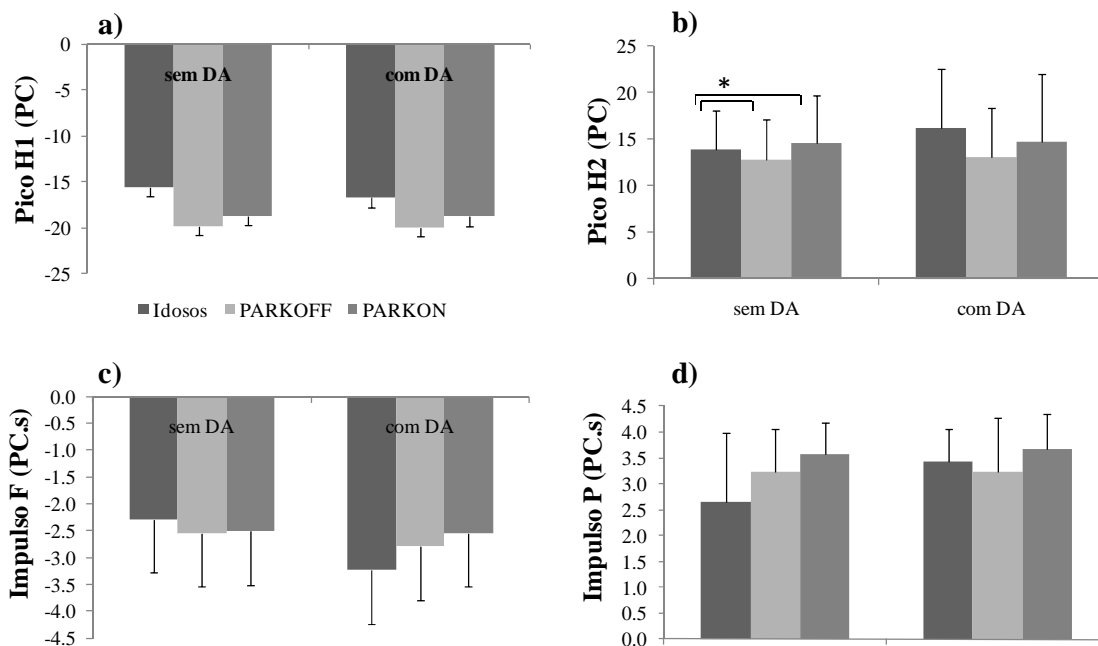 a)
Pico H1 (PC)
0
-5
-10
-15
-20
-25
sem DA
com DA
Idosos PARKOFF PARKON
b)
Pico H2 (PC)
25
20
15
10
5
0
*
sem DA
com DA
c)
Impulso F (PC.s)
0.0
-0.5
-1.0
-1.5
-2.0
-2.5
-3.0
-3.5
-4.0
-4.5
sem DA
com DA
d)
Impulso P (PC.s)
4.5
4.0
3.5
3.0
2.5
2.0
1.5
1.0
0.5
0.0